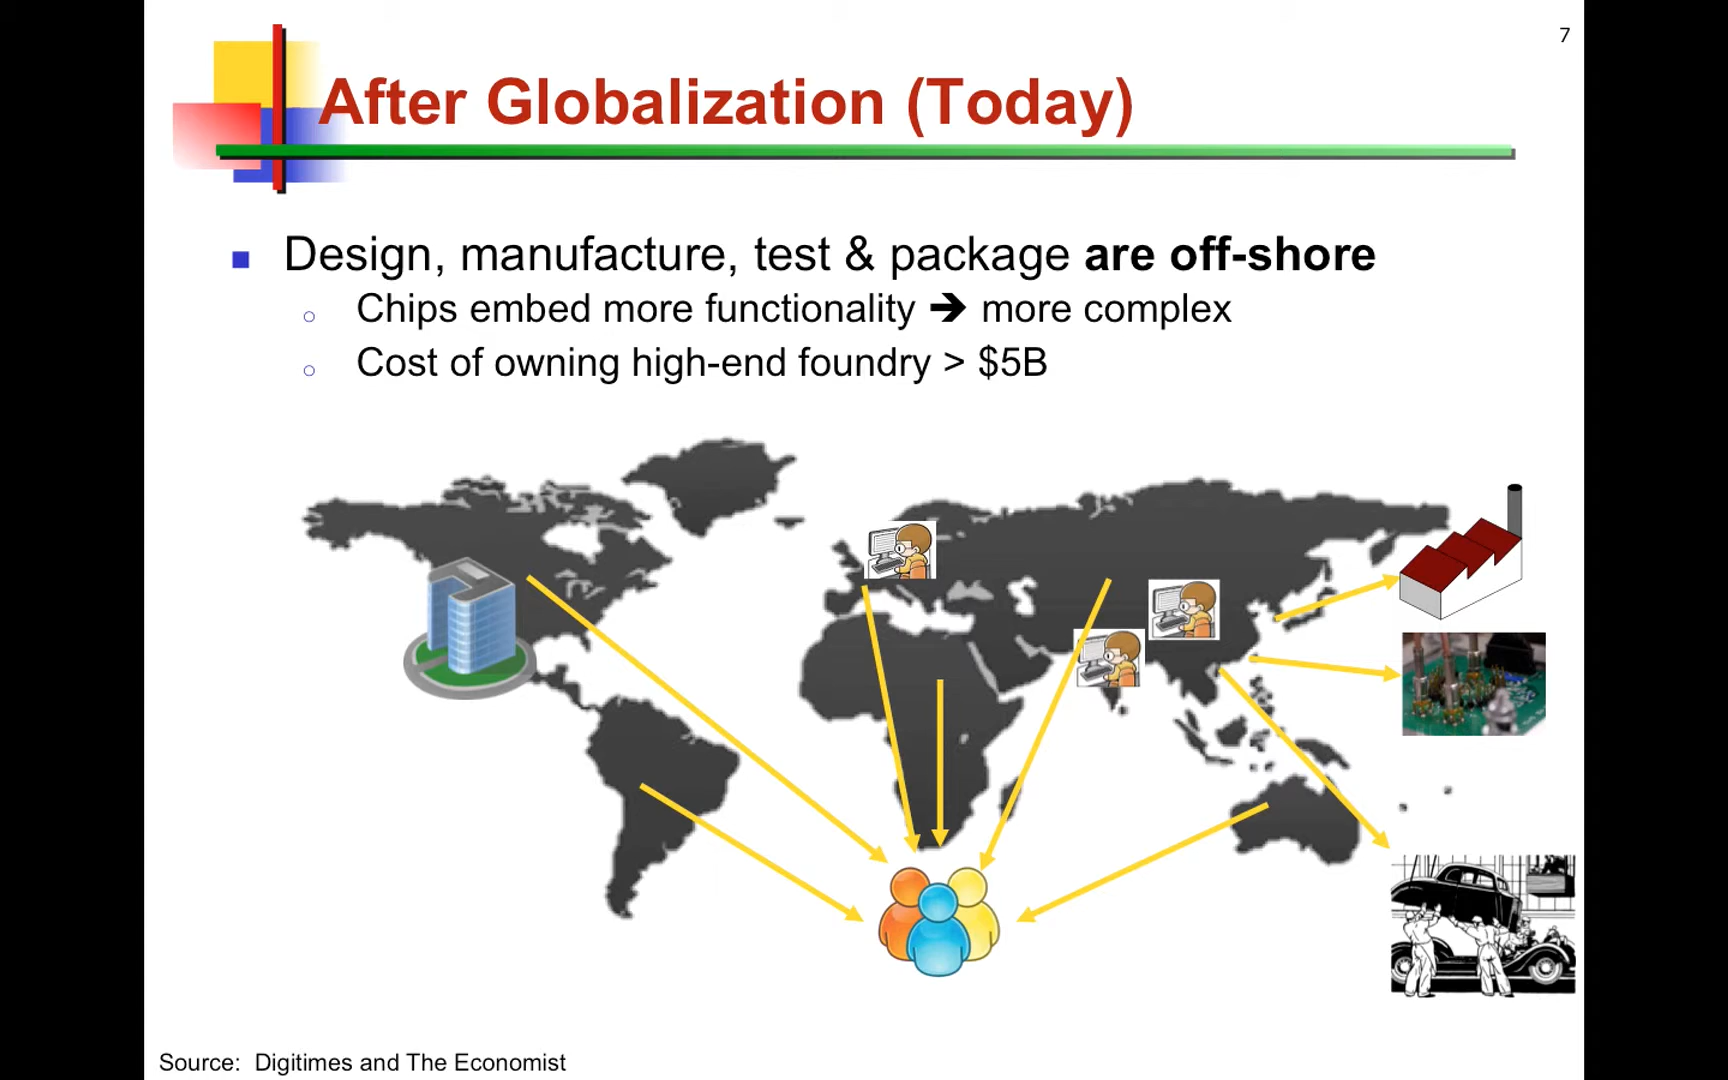 7
After Globalization (Today)
Design, manufacture, test & package are off-shore
Chips embed more functionality ➔ more complex
Cost of owning high-end foundry > $5B
Source: Digitimes and The Economist